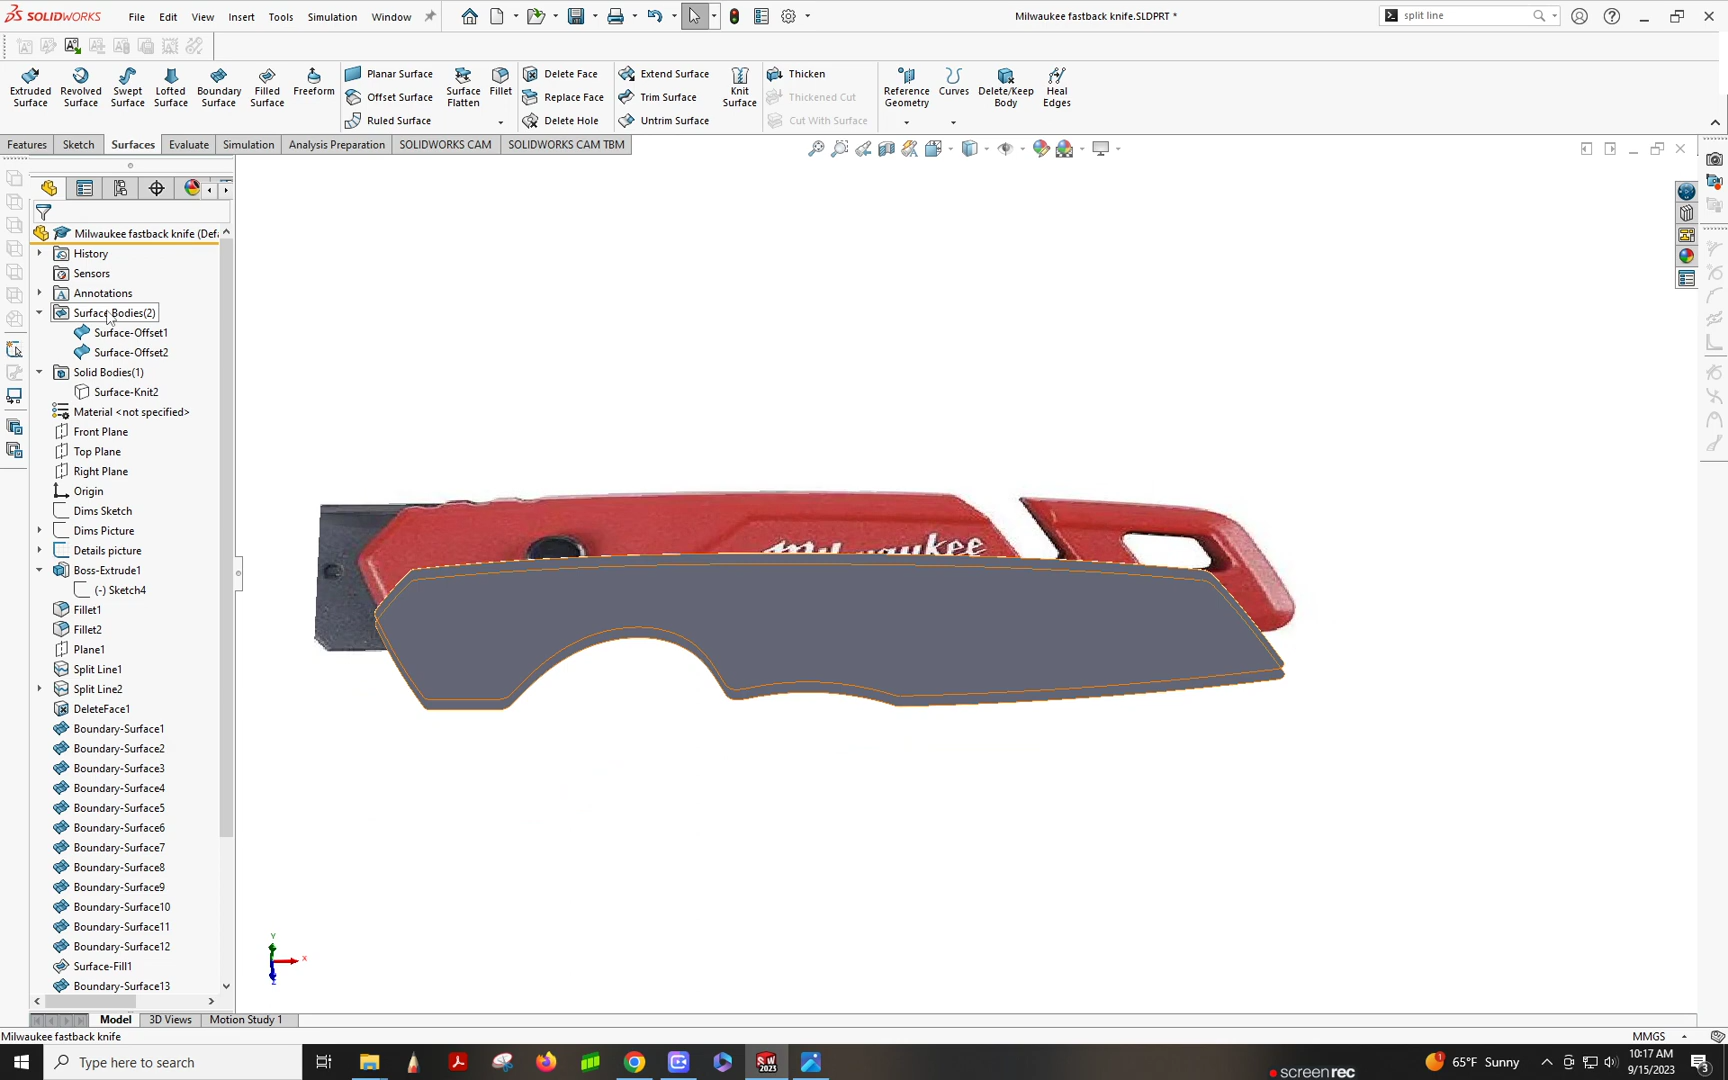 SOLIDWORKS File Edit View Insert Tools Simulation Window Milwaukee fastback knife.SLDPRT * split line
Extruded Surface Revolved Surface Swept Surface Lofted Surface Boundary Surface Filled Surface Freeform
Planar Surface Offset Surface Ruled Surface Surface Flatten Fillet
Delete Face Replace Face Delete Hole
Extend Surface Trim Surface Untrim Surface Knit Surface
Thicken Thickened Cut Cut With Surface
Reference Geometry Curves Delete/Keep Body Heal Edges
Features Sketch Surfaces Evaluate Simulation Analysis Preparation SOLIDWORKS CAM SOLIDWORKS CAM TBM
Milwaukee fastback knife (Defa
History
Sensors
Annotations
Surface Bodies(2)
Surface-Offset1
Surface-Offset2
Solid Bodies(1)
Surface-Knit2
Material <not specified>
Front Plane
Top Plane
Right Plane
Origin
Dims Sketch
Dims Picture
Details picture
Boss-Extrude1
(-) Sketch4
Fillet1
Fillet2
Plane1
Split Line1
Split Line2
DeleteFace1
Boundary-Surface1
Boundary-Surface2
Boundary-Surface3
Boundary-Surface4
Boundary-Surface5
Boundary-Surface6
Boundary-Surface7
Boundary-Surface8
Boundary-Surface9
Boundary-Surface10
Boundary-Surface11
Boundary-Surface12
Surface-Fill1
Boundary-Surface13
Milwaukee
Y
X
Z
Model 3D Views Motion Study 1
Milwaukee fastback knife MMGS
Type here to search 65°F Sunny 10:17 AM
9/15/2023 3
screenrec